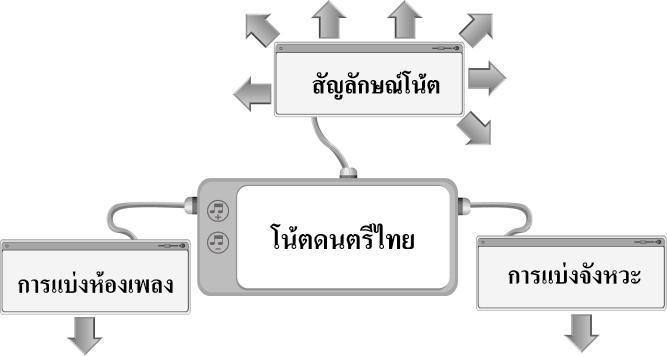 สัญลักษณ์โน้ต
โน้ตดนตรีไทย
การแบ่งห้องเพลง
การแบ่งจังหวะ